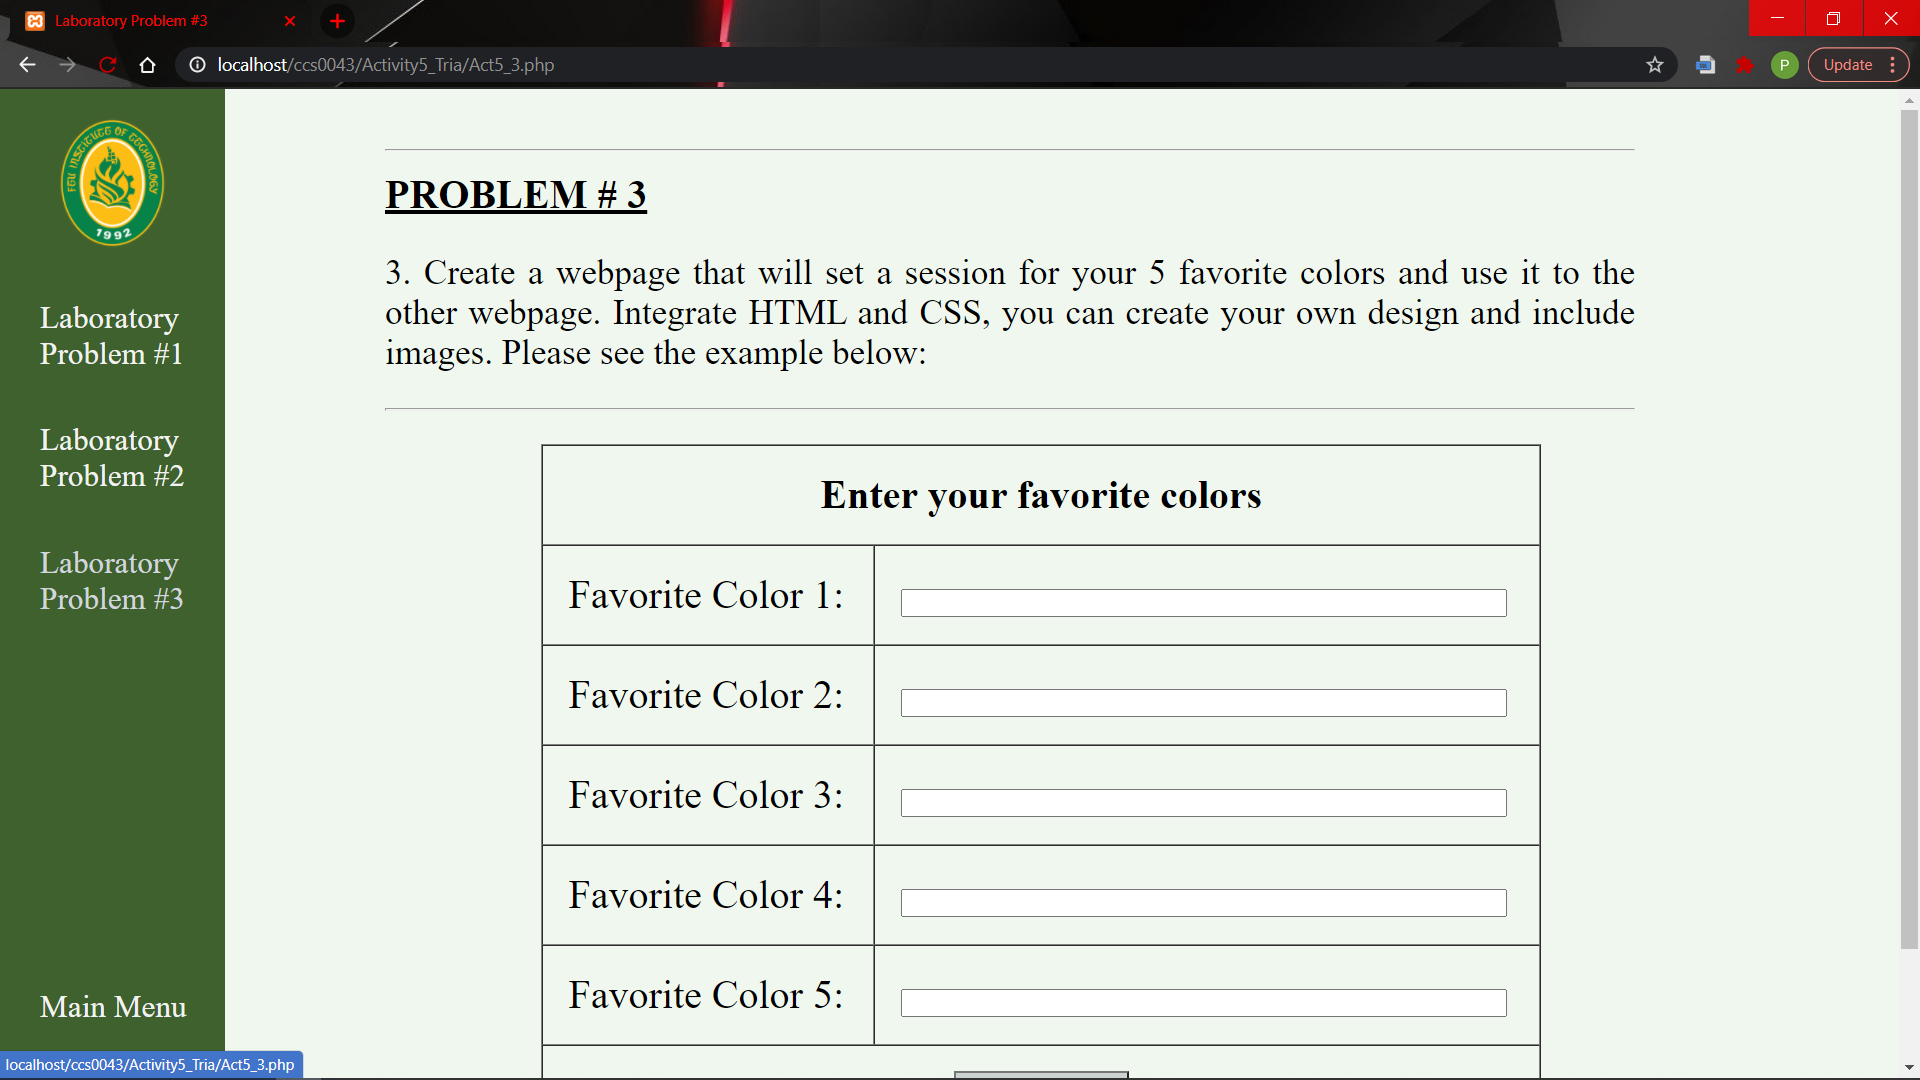 Laboratory Problem #3
localhost/ccs0043/Activity5_Tria/Act5_3.php
P
Update
FEU INSTITUTE OF TECHNOLOGY
1992
Laboratory
Problem #1
Laboratory
Problem #2
Laboratory
Problem #3
Main Menu
PROBLEM # 3
3. Create a webpage that will set a session for your 5 favorite colors and use it to the
other webpage. Integrate HTML and CSS, you can create your own design and include
images. Please see the example below:
Enter your favorite colors
Favorite Color 1:
Favorite Color 2:
Favorite Color 3:
Favorite Color 4:
Favorite Color 5:
localhost/ccs0043/Activity5_Tria/Act5_3.php